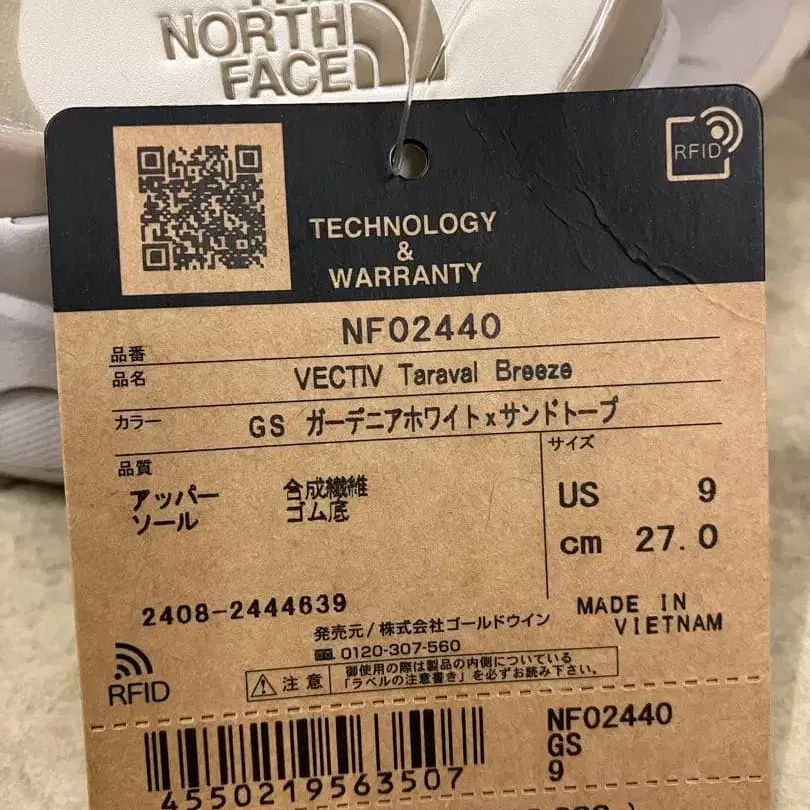 NORTH
FACE
RFID
TECHNOLOGY
&
WARRANTY
品番 NF02440
品名 VECTIV Taraval Breeze
カラー GS ガーデニアホワイトxサンドトープ
品質
サイズ
アッパー 合成繊維
ソール ゴム底
US 9
cm 27.0
2408-2444639
MADE IN
VIETNAM
発売元/株式会社ゴールドウイン
0120-307-560
RFID
注意
御使用の際は製品の内側についている
「ラベルの注意書き」を必ずお読み下さい。
4550219563507
NF02440
GS
9